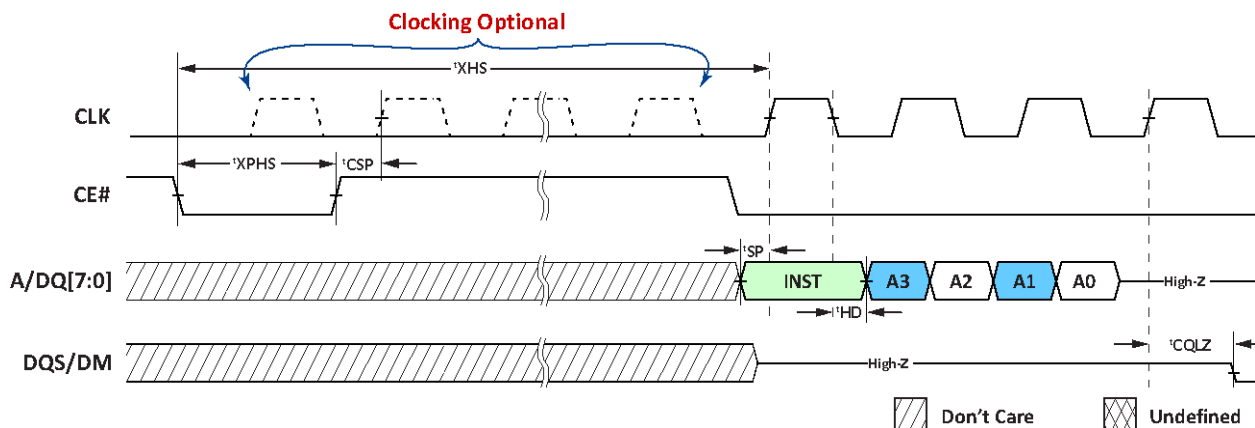 Clocking Optional
tXHS
CLK
tXPHS
tCSP
CE#
tSP
A/DQ[7:0]
INST
A3
A2
A1
A0
High-Z
tHD
tCQLZ
DQS/DM
High-Z
Don't Care
Undefined